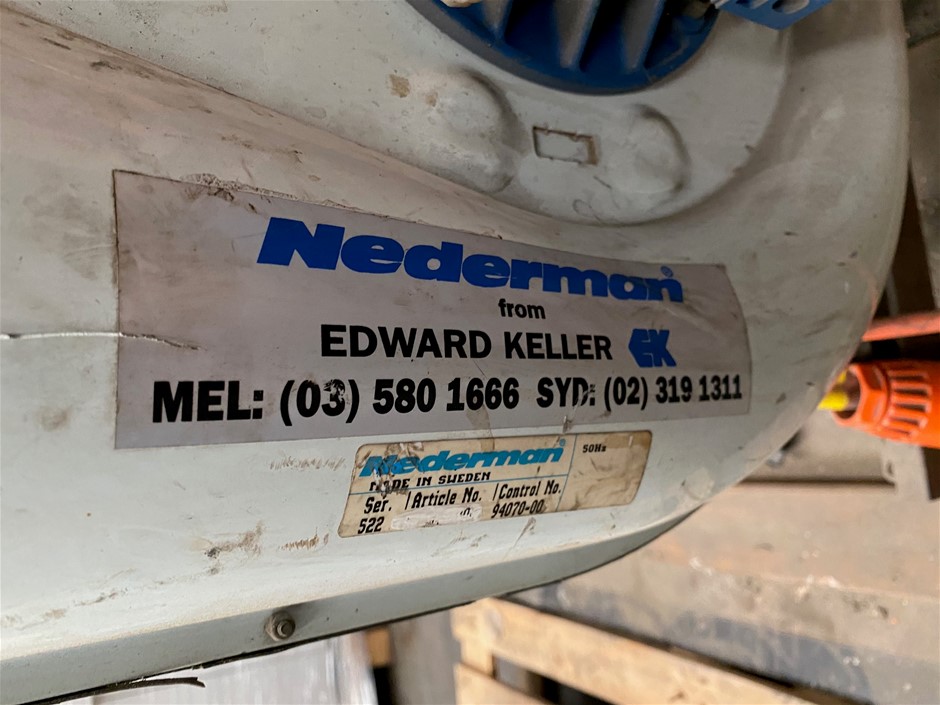 Nederman®
from
EDWARD KELLER EK
MEL: (03) 580 1666 SYD: (02) 319 1311
Nederman®
50Hz
MADE IN SWEDEN
Ser. Article No. Control No.
522 94070-00